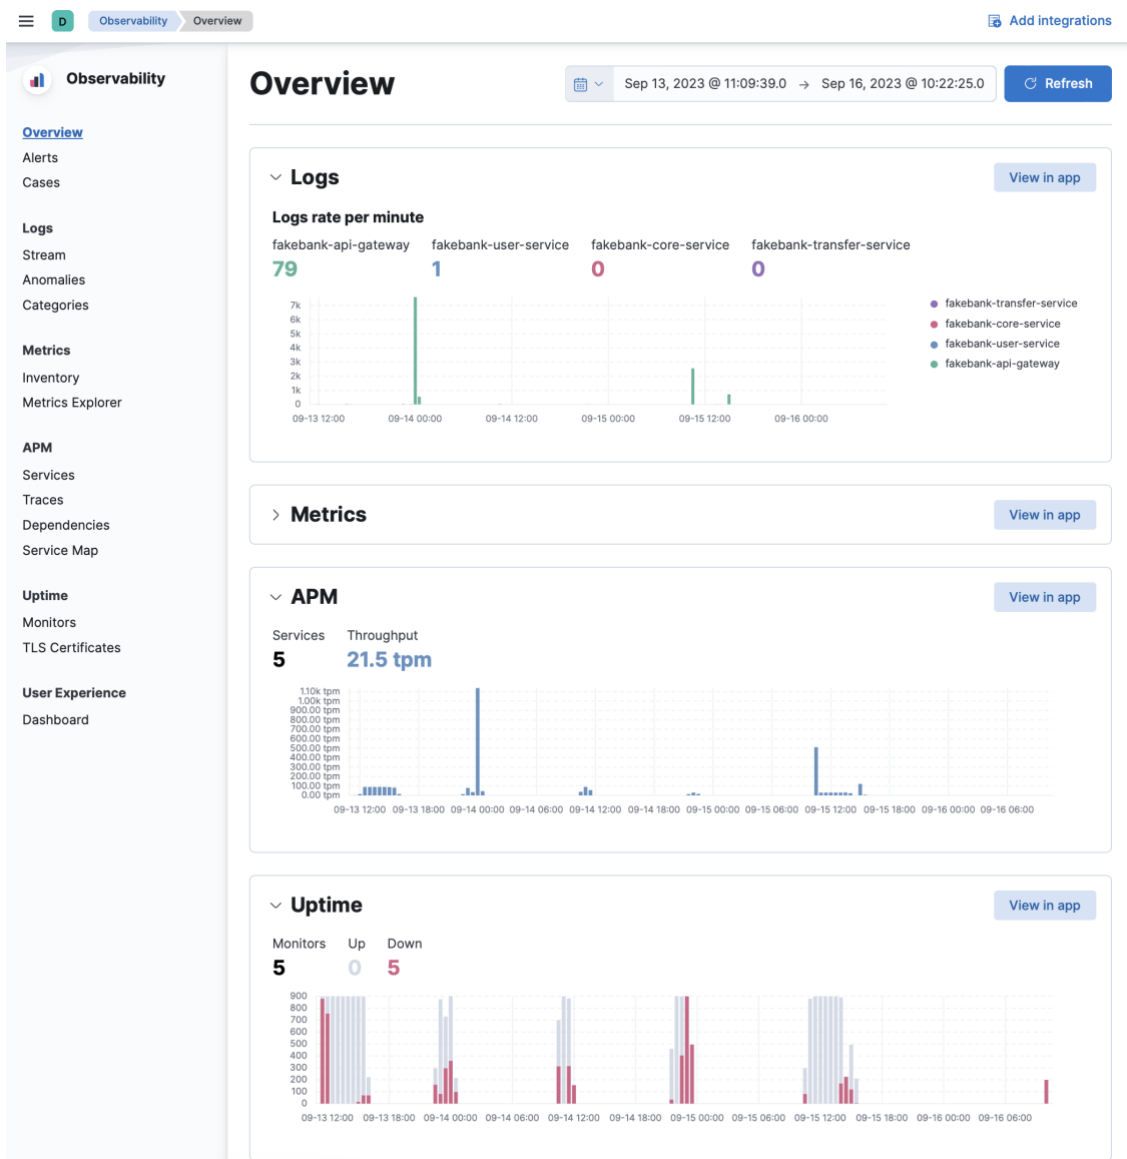 D Observability Overview Add integrations
Observability
Overview
Alerts
Cases
Logs
Stream
Anomalies
Categories
Metrics
Inventory
Metrics Explorer
APM
Services
Traces
Dependencies
Service Map
Uptime
Monitors
TLS Certificates
User Experience
Dashboard
Overview
Sep 13, 2023 @ 11:09:39.0 → Sep 16, 2023 @ 10:22:25.0 Refresh
Logs View in app
Logs rate per minute
fakebank-api-gateway fakebank-user-service fakebank-core-service fakebank-transfer-service
79 1 0 0
7k
6k
5k
4k
3k
2k
1k
0
09-13 12:00 09-14 00:00 09-14 12:00 09-15 00:00 09-15 12:00 09-16 00:00
fakebank-transfer-service
fakebank-core-service
fakebank-user-service
fakebank-api-gateway
Metrics View in app
APM View in app
Services Throughput
5 21.5 tpm
1.10k tpm
1.00k tpm
900.00 tpm
800.00 tpm
700.00 tpm
600.00 tpm
500.00 tpm
400.00 tpm
300.00 tpm
200.00 tpm
100.00 tpm
0.00 tpm
09-13 12:00 09-13 18:00 09-14 00:00 09-14 06:00 09-14 12:00 09-14 18:00 09-15 00:00 09-15 06:00 09-15 12:00 09-15 18:00 09-16 00:00 09-16 06:00
Uptime View in app
Monitors Up Down
5 0 5
900
800
700
600
500
400
300
200
100
0
09-13 12:00 09-13 18:00 09-14 00:00 09-14 06:00 09-14 12:00 09-14 18:00 09-15 00:00 09-15 06:00 09-15 12:00 09-15 18:00 09-16 00:00 09-16 06:00